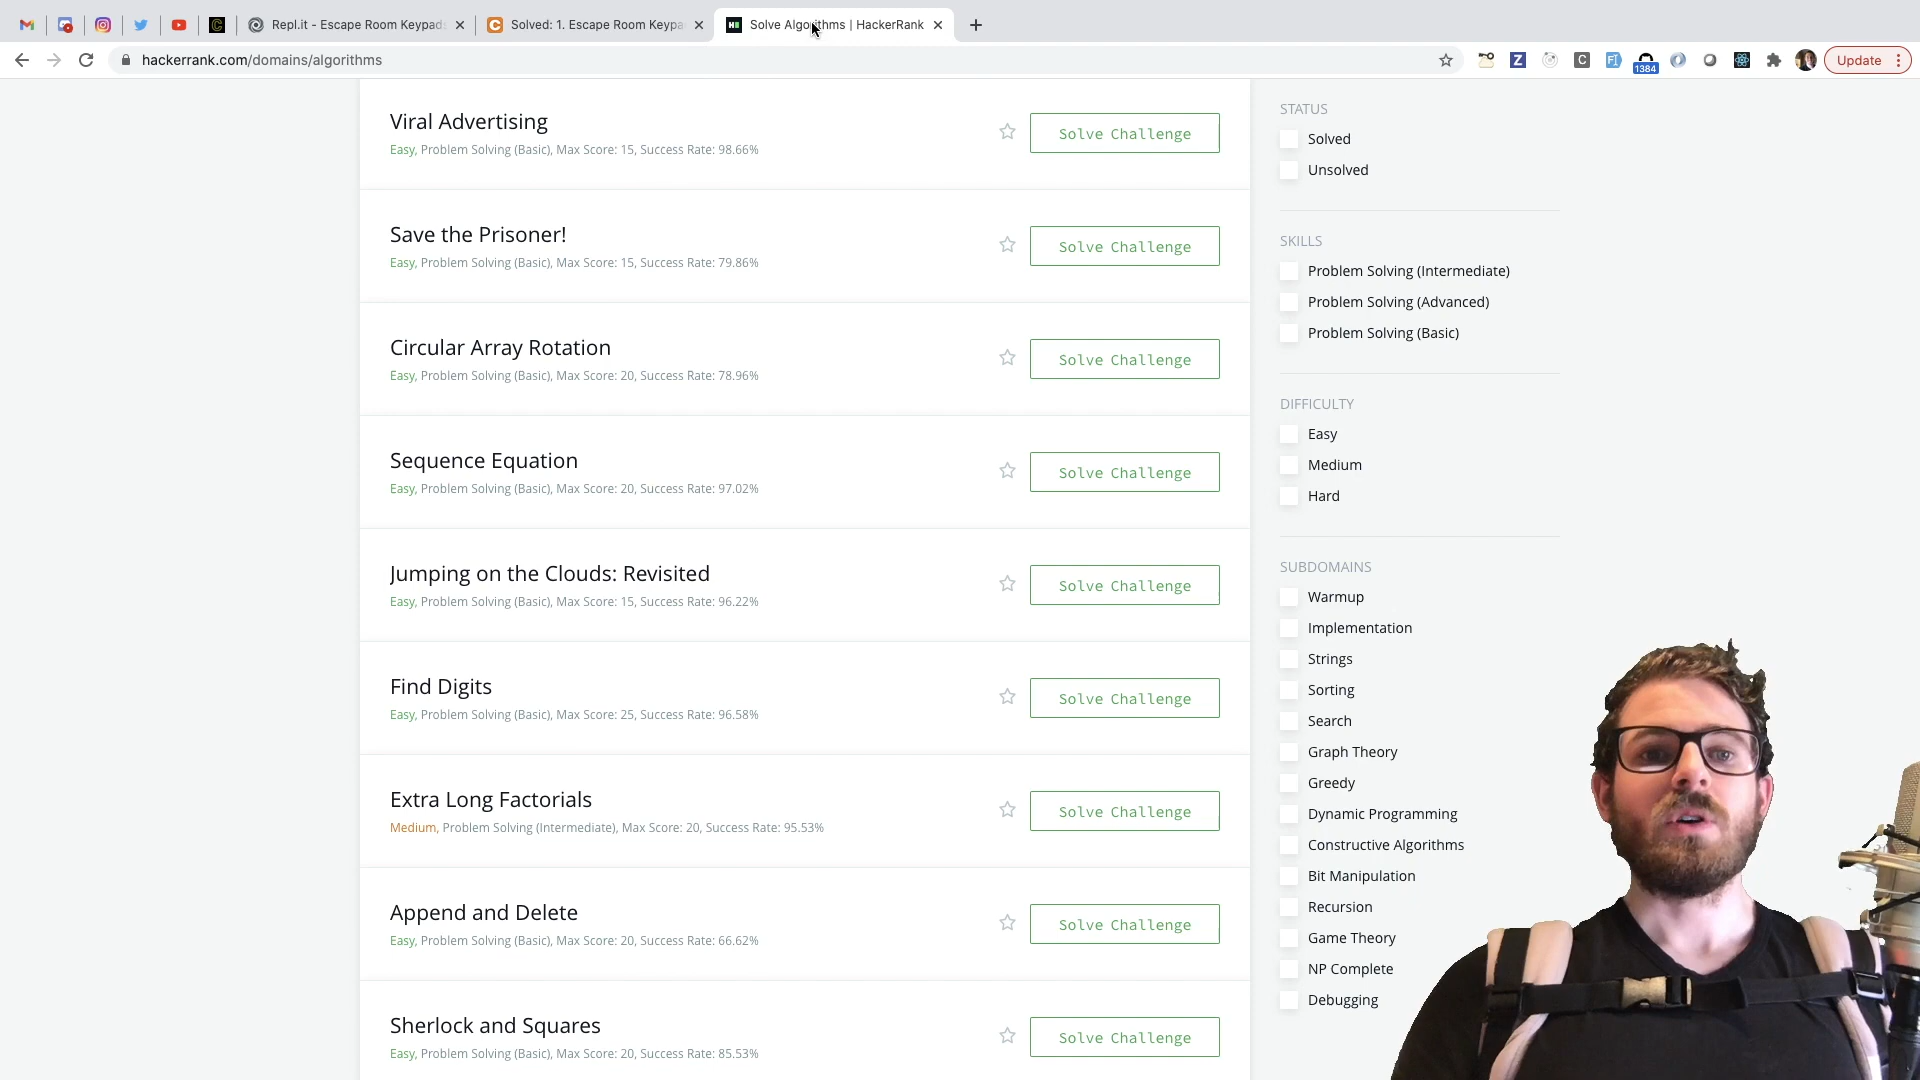 Repl.it - Escape Room Keypad
Solved: 1. Escape Room Keypa
Solve Algorithms | HackerRank
hackerrank.com/domains/algorithms
1384
Update
Viral Advertising
Easy, Problem Solving (Basic), Max Score: 15, Success Rate: 98.66%
Solve Challenge
Save the Prisoner!
Easy, Problem Solving (Basic), Max Score: 15, Success Rate: 79.86%
Solve Challenge
Circular Array Rotation
Easy, Problem Solving (Basic), Max Score: 20, Success Rate: 78.96%
Solve Challenge
Sequence Equation
Easy, Problem Solving (Basic), Max Score: 20, Success Rate: 97.02%
Solve Challenge
Jumping on the Clouds: Revisited
Easy, Problem Solving (Basic), Max Score: 15, Success Rate: 96.22%
Solve Challenge
Find Digits
Easy, Problem Solving (Basic), Max Score: 25, Success Rate: 96.58%
Solve Challenge
Extra Long Factorials
Medium, Problem Solving (Intermediate), Max Score: 20, Success Rate: 95.53%
Solve Challenge
Append and Delete
Easy, Problem Solving (Basic), Max Score: 20, Success Rate: 66.62%
Solve Challenge
Sherlock and Squares
Easy, Problem Solving (Basic), Max Score: 20, Success Rate: 85.53%
Solve Challenge
STATUS
Solved
Unsolved
SKILLS
Problem Solving (Intermediate)
Problem Solving (Advanced)
Problem Solving (Basic)
DIFFICULTY
Easy
Medium
Hard
SUBDOMAINS
Warmup
Implementation
Strings
Sorting
Search
Graph Theory
Greedy
Dynamic Programming
Constructive Algorithms
Bit Manipulation
Recursion
Game Theory
NP Complete
Debugging